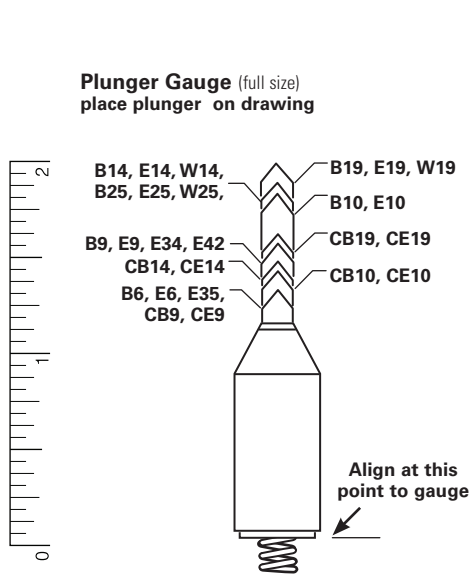 Plunger Gauge (full size)
place plunger on drawing
2
B14, E14, W14,
B25, E25, W25,
B19, E19, W19
B10, E10
B9, E9, E34, E42
CB19, CE19
CB14, CE14
CB10, CE10
B6, E6, E35,
CB9, CE9
1
Align at this
point to gauge
0